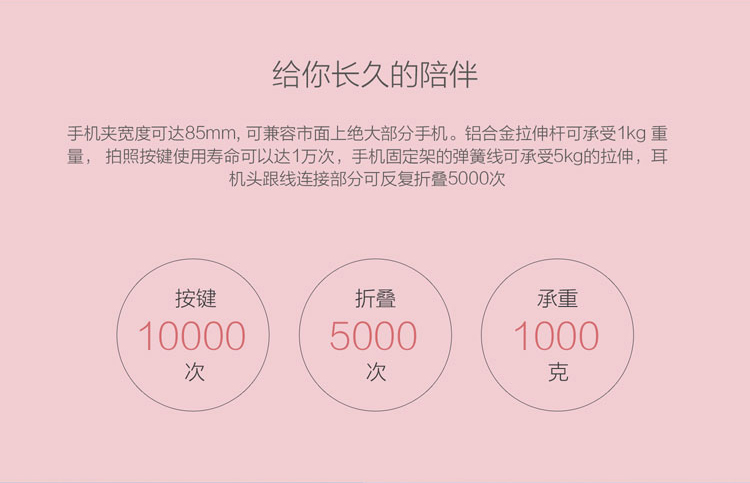 给你长久的陪伴
手机夹宽度可达85mm, 可兼容市面上绝大部分手机。铝合金拉伸杆可承受1kg 重
量， 拍照按键使用寿命可以达1万次，手机固定架的弹簧线可承受5kg的拉伸，耳
机头跟线连接部分可反复折叠5000次
按键
10000
次
折叠
5000
次
承重
1000
克